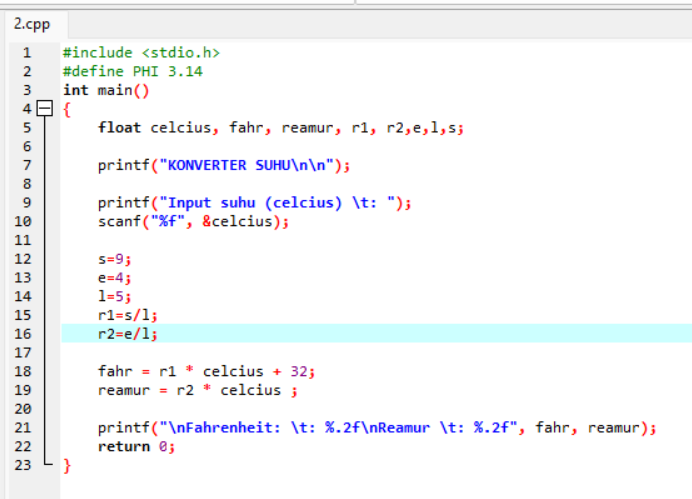 2.cpp
1 #include <stdio.h>
2 #define PHI 3.14
3 int main()
4 {
5 float celcius, fahr, reamur, r1, r2,e,l,s;
6
7 printf("KONVERTER SUHU\n\n");
8
9 printf("Input suhu (celcius) \t: ");
10 scanf("%f", &celcius);
11
12 s=9;
13 e=4;
14 l=5;
15 r1=s/l;
16 r2=e/l;
17
18 fahr = r1 * celcius + 32;
19 reamur = r2 * celcius ;
20
21 printf("\nFahrenheit: \t: %.2f\nReamur \t: %.2f", fahr, reamur);
22 return 0;
23 }